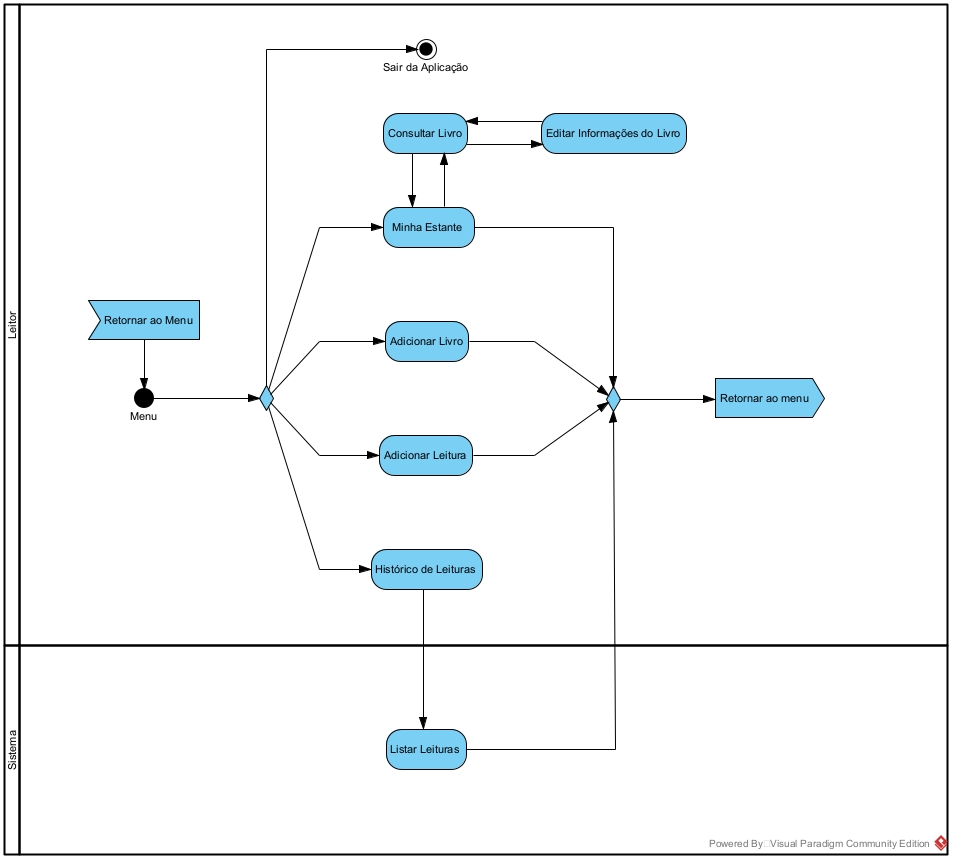 Leitor
Sair da Aplicação
Consultar Livro
Editar Informações do Livro
Minha Estante
Retornar ao Menu
Adicionar Livro
Menu
Retornar ao menu
Adicionar Leitura
Histórico de Leituras
Sistema
Listar Leituras
Powered By Visual Paradigm Community Edition